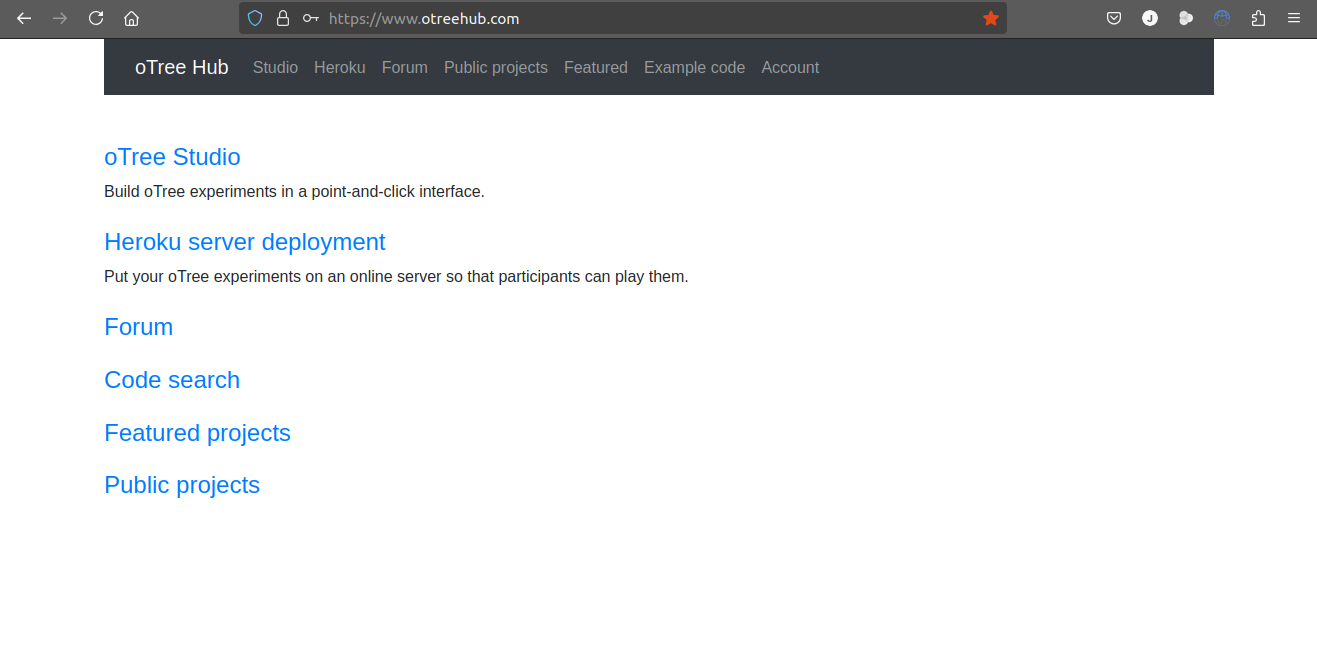 https://www.otreehub.com
J
oTree Hub Studio Heroku Forum Public projects Featured Example code Account
oTree Studio
Build oTree experiments in a point-and-click interface.
Heroku server deployment
Put your oTree experiments on an online server so that participants can play them.
Forum
Code search
Featured projects
Public projects